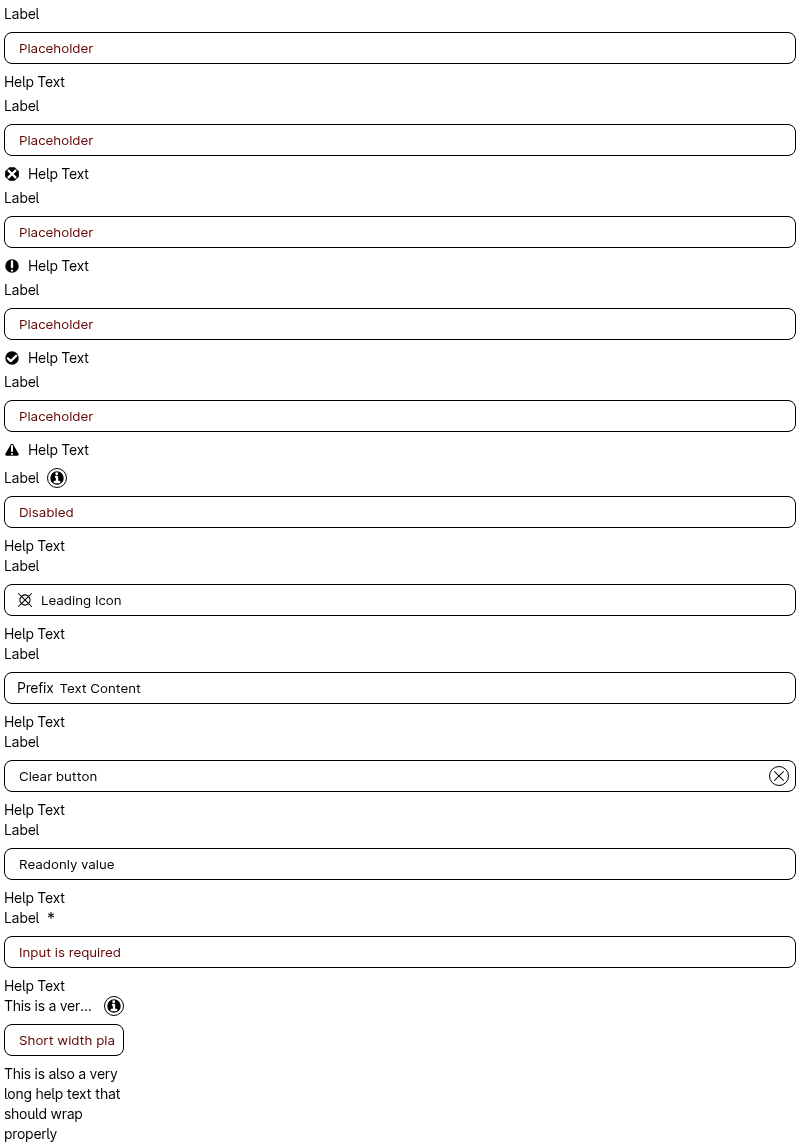 Label
Placeholder
Help Text
Label
Placeholder
Help Text
Label
Placeholder
Help Text
Label
Placeholder
Help Text
Label
Placeholder
Help Text
Label
Disabled
Help Text
Label
Leading Icon
Help Text
Label
Prefix Text Content
Help Text
Label
Clear button
Help Text
Label
Readonly value
Help Text
Label *
Input is required
Help Text
This is a ver...
Short width pla
This is also a very
long help text that
should wrap
properly